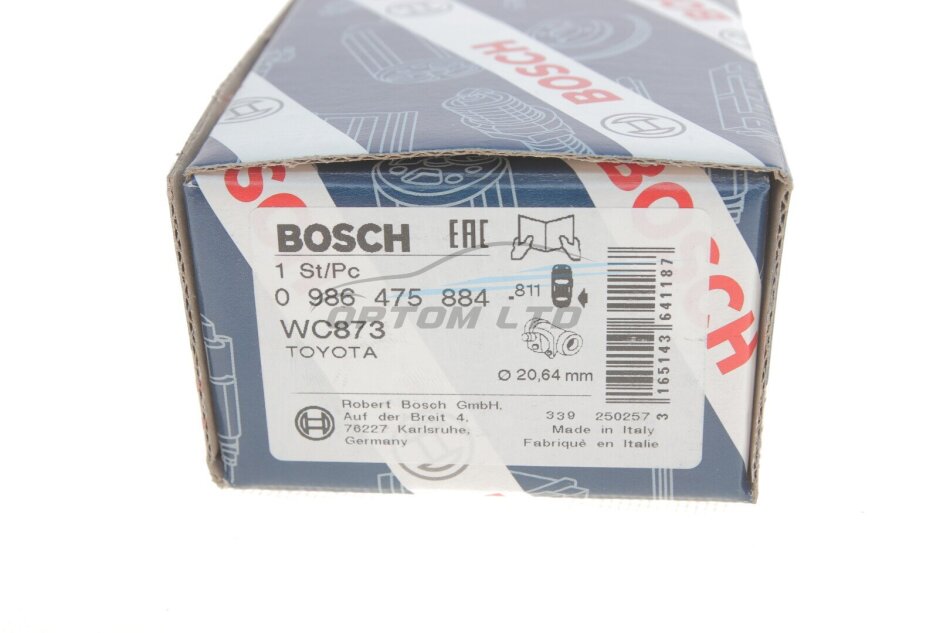 BOSCH
BOSCH
BOSCH EAC
1 St/Pc
0 986 475 884 -811
ORTOM LTD
WC873
TOYOTA
Ø 20,64 mm
3 165143 641187
Robert Bosch GmbH.
Auf der Breit 4,
76227 Karlsruhe,
Germany
339 250257
Made in Italy
Fabriqué en Italie